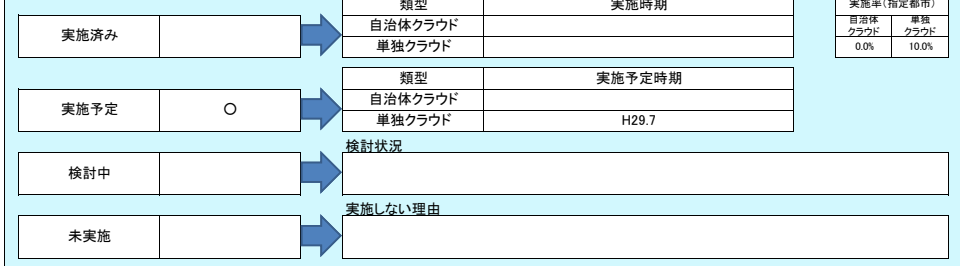 類型 実施時期
実施率(指定都市)
実施済み
自治体クラウド
単独クラウド
自治体
クラウド
単独
クラウド
0.0% 10.0%
類型 実施予定時期
実施予定 ○
自治体クラウド
単独クラウド H29.7
検討状況
検討中
実施しない理由
未実施